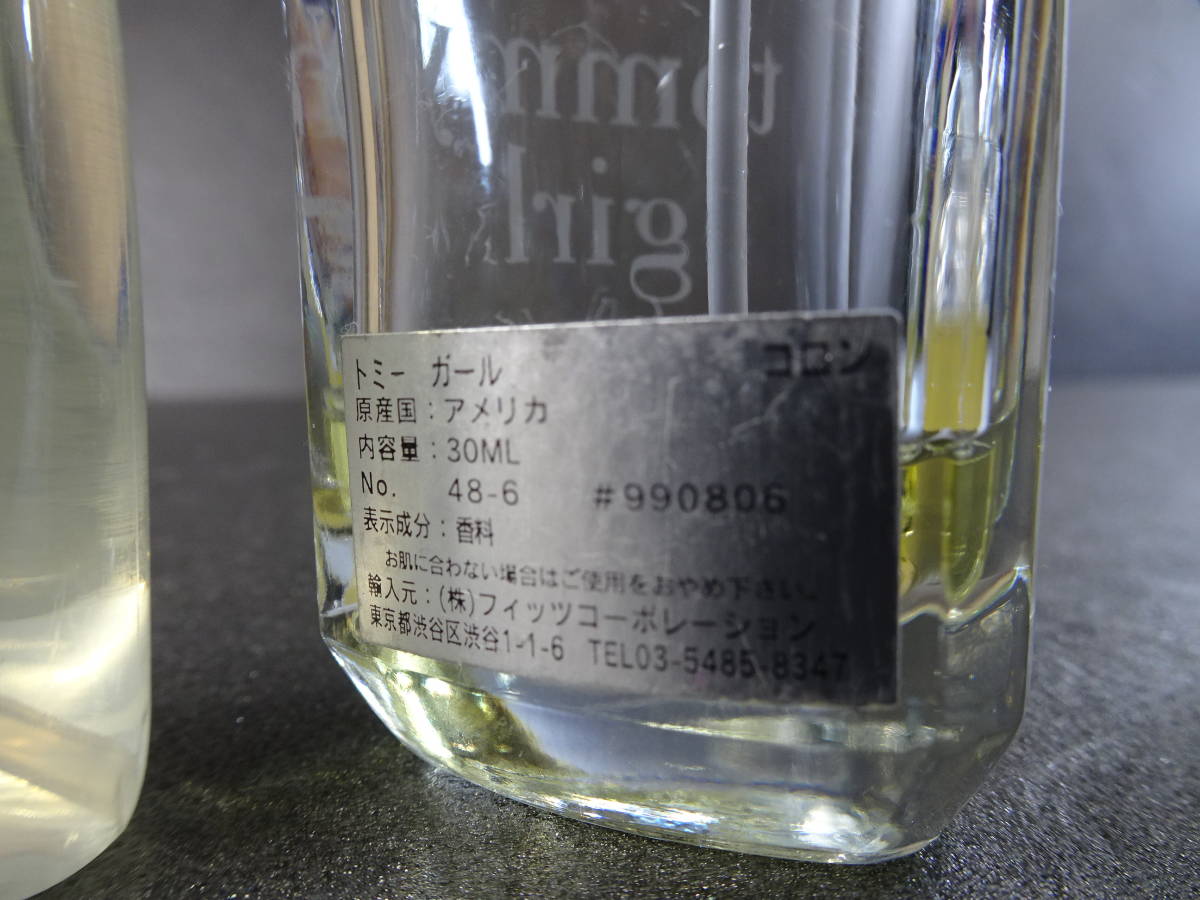 tommy
girl
トミー ガール コロン
原産国：アメリカ
内容量：30ML
No. 48-6 #990806
表示成分：香料
お肌に合わない場合はご使用をおやめ下さい。
輸入元：(株)フィッツコーポレーション
東京都渋谷区渋谷1-1-6 TEL03-5485-8347